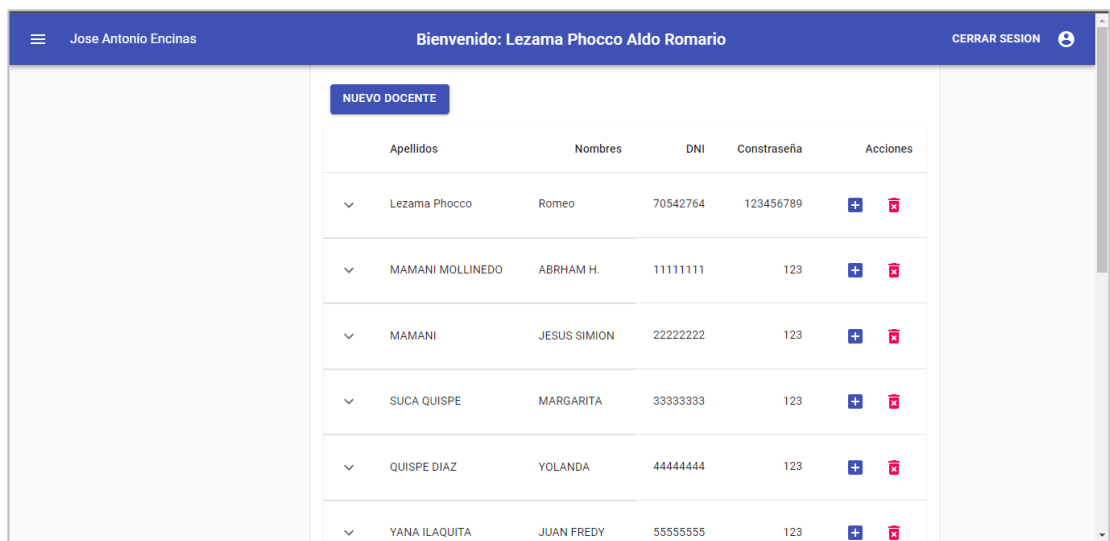 Jose Antonio Encinas Bienvenido: Lezama Phocco Aldo Romario CERRAR SESION
NUEVO DOCENTE
Apellidos Nombres DNI Constraseña Acciones
Lezama Phocco Romeo 70542764 123456789
MAMANI MOLLINEDO ABRHAM H. 11111111 123
MAMANI JESUS SIMION 22222222 123
SUCA QUISPE MARGARITA 33333333 123
QUISPE DIAZ YOLANDA 44444444 123
YANA ILAQUITA JUAN FREDY 55555555 123